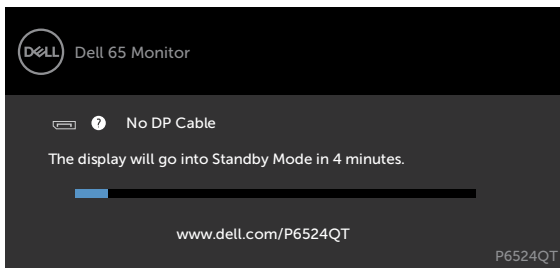 DELL
Dell 65 Monitor
? No DP Cable
The display will go into Standby Mode in 4 minutes.
www.dell.com/P6524QT
P6524QT